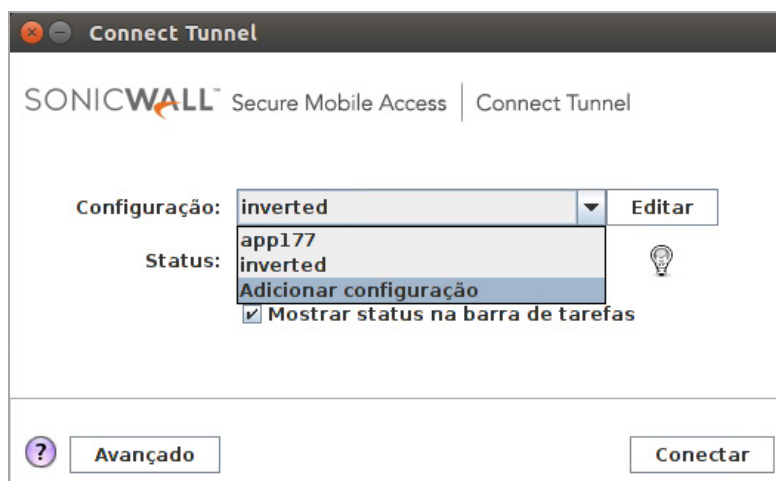 Connect Tunnel
SONICWALL Secure Mobile Access Connect Tunnel
Configuração: inverted Editar
app177
Status: inverted
Adicionar configuração
Mostrar status na barra de tarefas
? Avançado Conectar